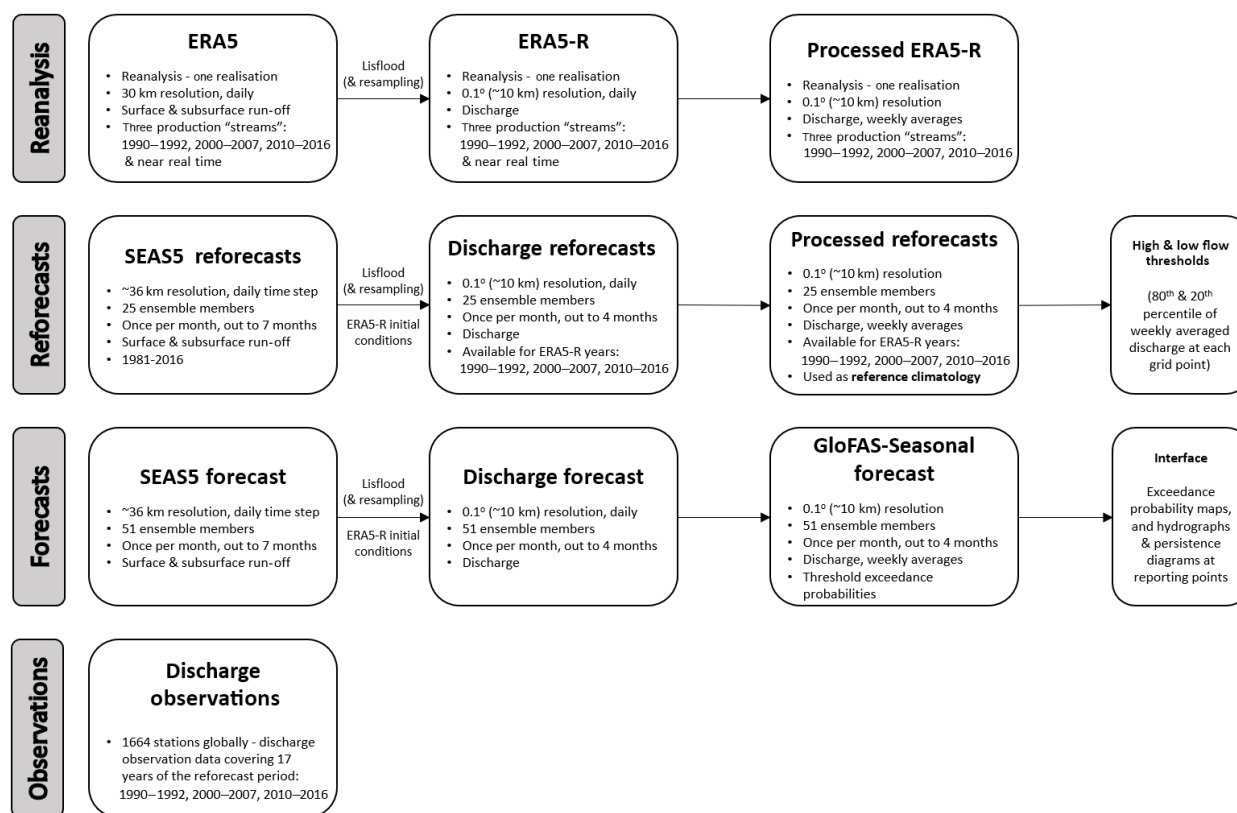 Reanalysis
ERA5
• Reanalysis - one realisation
• 30 km resolution, daily
• Surface & subsurface run-off
• Three production “streams”:
1990–1992, 2000–2007, 2010–2016
& near real time
Lisflood
(& resampling)
ERA5-R
• Reanalysis - one realisation
• 0.1º (~10 km) resolution, daily
• Discharge
• Three production “streams”:
1990–1992, 2000–2007, 2010–2016
& near real time
Processed ERA5-R
• Reanalysis - one realisation
• 0.1º (~10 km) resolution
• Discharge, weekly averages
• Three production “streams”:
1990–1992, 2000–2007, 2010–2016
Reforecasts
SEAS5 reforecasts
• ~36 km resolution, daily time step
• 25 ensemble members
• Once per month, out to 7 months
• Surface & subsurface run-off
• 1981-2016
Lisflood
(& resampling)
ERA5-R initial
conditions
Discharge reforecasts
• 0.1º (~10 km) resolution, daily
• 25 ensemble members
• Once per month, out to 4 months
• Discharge
• Available for ERA5-R years:
1990–1992, 2000–2007, 2010–2016
Processed reforecasts
• 0.1º (~10 km) resolution
• 25 ensemble members
• Once per month, out to 4 months
• Discharge, weekly averages
• Available for ERA5-R years:
1990–1992, 2000–2007, 2010–2016
• Used as reference climatology
High & low flow
thresholds
(80th & 20th
percentile of
weekly averaged
discharge at each
grid point)
Forecasts
SEAS5 forecast
• ~36 km resolution, daily time step
• 51 ensemble members
• Once per month, out to 7 months
• Surface & subsurface run-off
Lisflood
(& resampling)
ERA5-R initial
conditions
Discharge forecast
• 0.1º (~10 km) resolution, daily
• 51 ensemble members
• Once per month, out to 4 months
• Discharge
GloFAS-Seasonal
forecast
• 0.1º (~10 km) resolution
• 51 ensemble members
• Once per month, out to 4 months
• Discharge, weekly averages
• Threshold exceedance
probabilities
Interface
Exceedance
probability maps,
and hydrographs
& persistence
diagrams at
reporting points
Observations
Discharge
observations
• 1664 stations globally - discharge
observation data covering 17
years of the reforecast period:
1990–1992, 2000–2007, 2010–2016